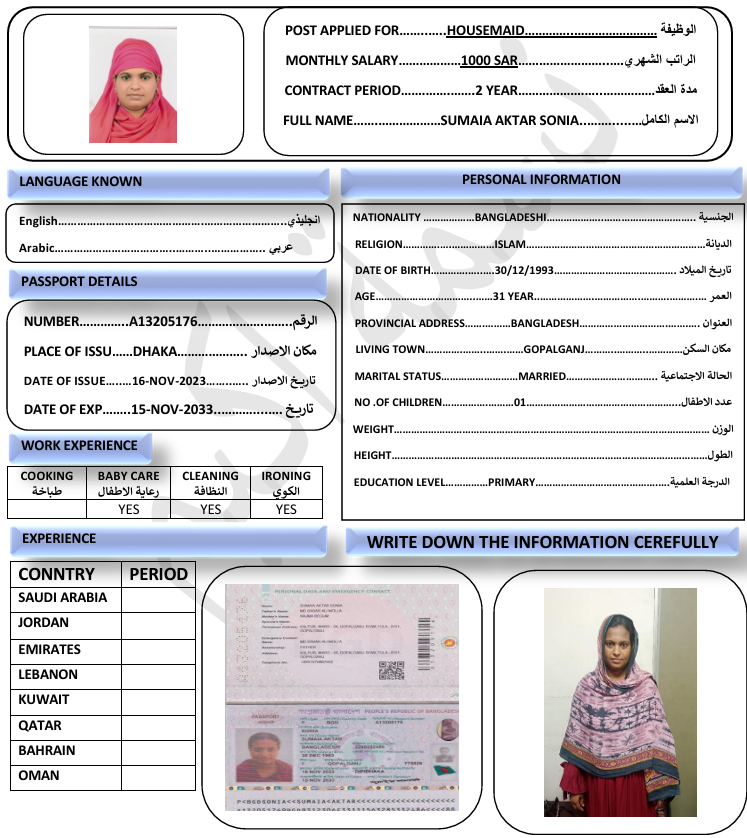 POST APPLIED FOR............HOUSEMAID................................... الوظيفة
MONTHLY SALARY..................1000 SAR..............................الراتب الشهري
CONTRACT PERIOD.....................2 YEAR..............................مدة العقد
FULL NAME..........................SUMAIA AKTAR SONIA..................الاسم الكامل
LANGUAGE KNOWN
English..........................................................انجليذي
Arabic...................................................... عربي
PASSPORT DETAILS
NUMBER.............A13205176.........................الرقم
PLACE OF ISSU......DHAKA.................. مكان الاصدار
DATE OF ISSUE.......16-NOV-2023............ تاريخ الاصدار
DATE OF EXP........15-NOV-2033.................. تاريخ
WORK EXPERIENCE
COOKING طباخة
BABY CARE رعاية الاطفال
CLEANING النظافة
IRONING الكوي
YES YES YES
PERSONAL INFORMATION
NATIONALITY ...............BANGLADESHI............................................ الجنسية
RELIGION...........................ISLAM..................................................الديانة
DATE OF BIRTH...................30/12/1993................................... تاريخ الميلاد
AGE...................................31 YEAR................................................العمر
PROVINCIAL ADDRESS.............BANGLADESH................................... العنوان
LIVING TOWN.............................GOPALGANJ............................مكان السكن
MARITAL STATUS......................MARRIED......................... الحالة الاجتماعية
NO .OF CHILDREN.....................01........................................عدد الاطفال
WEIGHT.............................................................................الوزن
HEIGHT.............................................................................الطول
EDUCATION LEVEL...........PRIMARY......................................الدرجة العلمية
EXPERIENCE
WRITE DOWN THE INFORMATION CEREFULLY
CONNTRY PERIOD
SAUDI ARABIA
JORDAN
EMIRATES
LEBANON
KUWAIT
QATAR
BAHRAIN
OMAN
PERSONAL DATA AND EMERGENCY CONTACT
SUMAIA AKTAR SONIA
PEOPLE'S REPUBLIC OF BANGLADESH
PASSPORT
BGD
A13205176
SONIA
SUMAIA AKTAR
BANGLADESHI
30 DEC 1993
GOPALGANJ
16 NOV 2023
DIP/DHAKA
15 NOV 2033